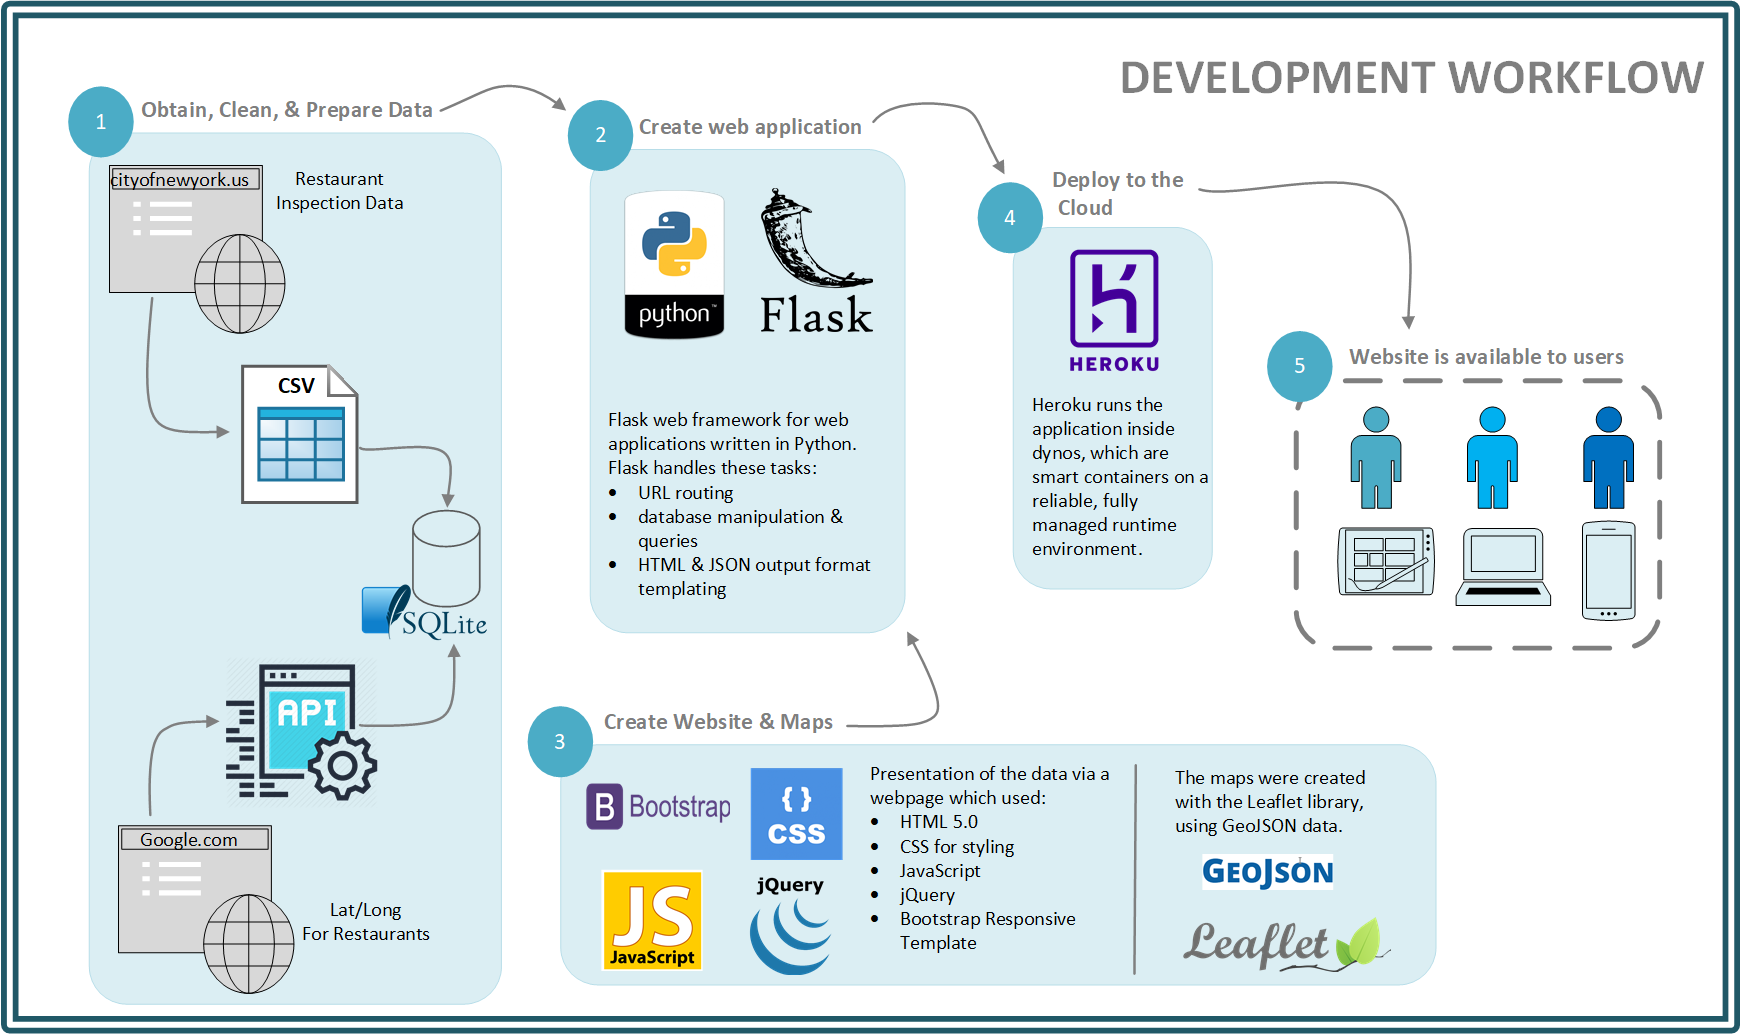 DEVELOPMENT WORKFLOW
1
Obtain, Clean, & Prepare Data
cityofnewyork.us
Restaurant
Inspection Data
CSV
SQLite
API
Google.com
Lat/Long
For Restaurants
2
Create web application
python™
Flask
Flask web framework for web
applications written in Python.
Flask handles these tasks:
• URL routing
• database manipulation &
queries
• HTML & JSON output format
templating
3
Create Website & Maps
B Bootstrap
{ }
CSS
JS
JavaScript
jQuery
Presentation of the data via a
webpage which used:
• HTML 5.0
• CSS for styling
• JavaScript
• jQuery
• Bootstrap Responsive
Template
The maps were created
with the Leaflet library,
using GeoJSON data.
GEOJSON
Leaflet
4
Deploy to the
Cloud
HEROKU
Heroku runs the
application inside
dynos, which are
smart containers on a
reliable, fully
managed runtime
environment.
5
Website is available to users